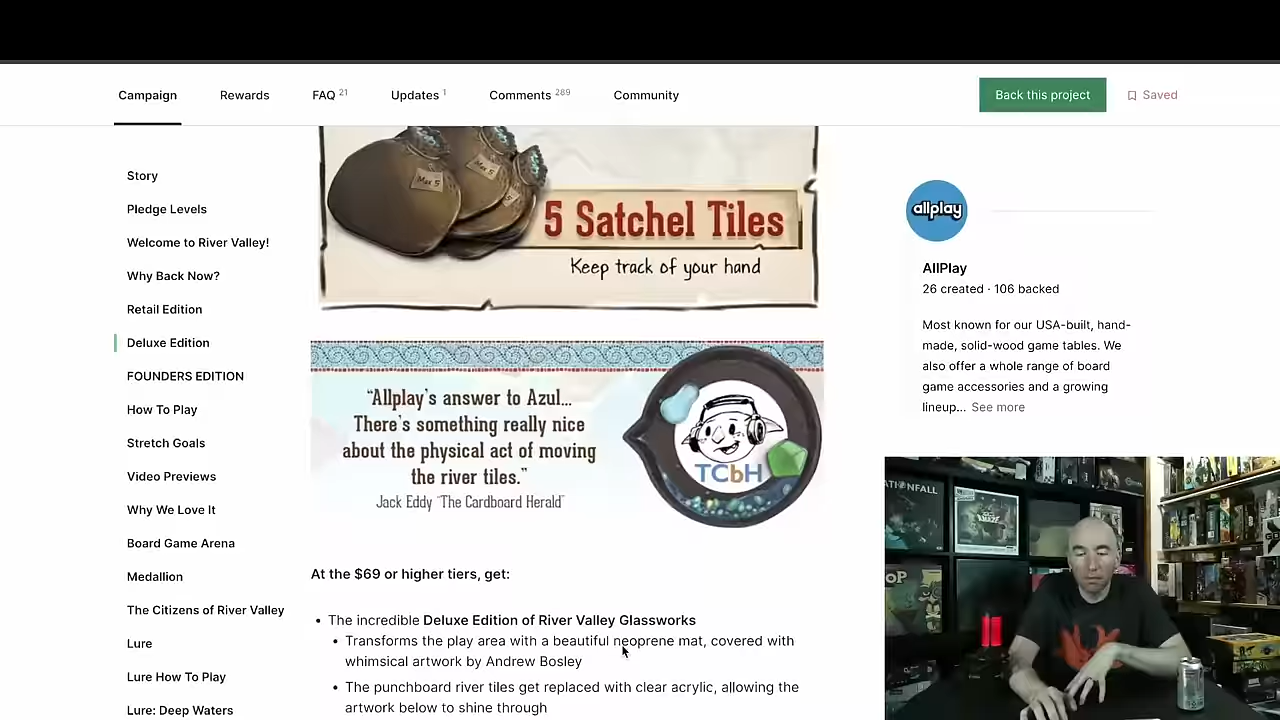 Campaign
Rewards
FAQ 21
Updates 1
Comments 289
Community
Back this project
Saved
Story
Pledge Levels
Welcome to River Valley!
Why Back Now?
Retail Edition
Deluxe Edition
FOUNDERS EDITION
How To Play
Stretch Goals
Video Previews
Why We Love It
Board Game Arena
Medallion
The Citizens of River Valley
Lure
Lure How To Play
Lure: Deep Waters
Max 5
Max 5
5 Satchel Tiles
Keep track of your hand
“Allplay's answer to Azul...
There's something really nice
about the physical act of moving
the river tiles.”
Jack Eddy “The Cardboard Herald”
TCbH
At the $69 or higher tiers, get:
• The incredible Deluxe Edition of River Valley Glassworks
• Transforms the play area with a beautiful neoprene mat, covered with
whimsical artwork by Andrew Bosley
• The punchboard river tiles get replaced with clear acrylic, allowing the
artwork below to shine through
allplay
AllPlay
26 created · 106 backed
Most known for our USA-built, hand-
made, solid-wood game tables. We
also offer a whole range of board
game accessories and a growing
lineup... See more